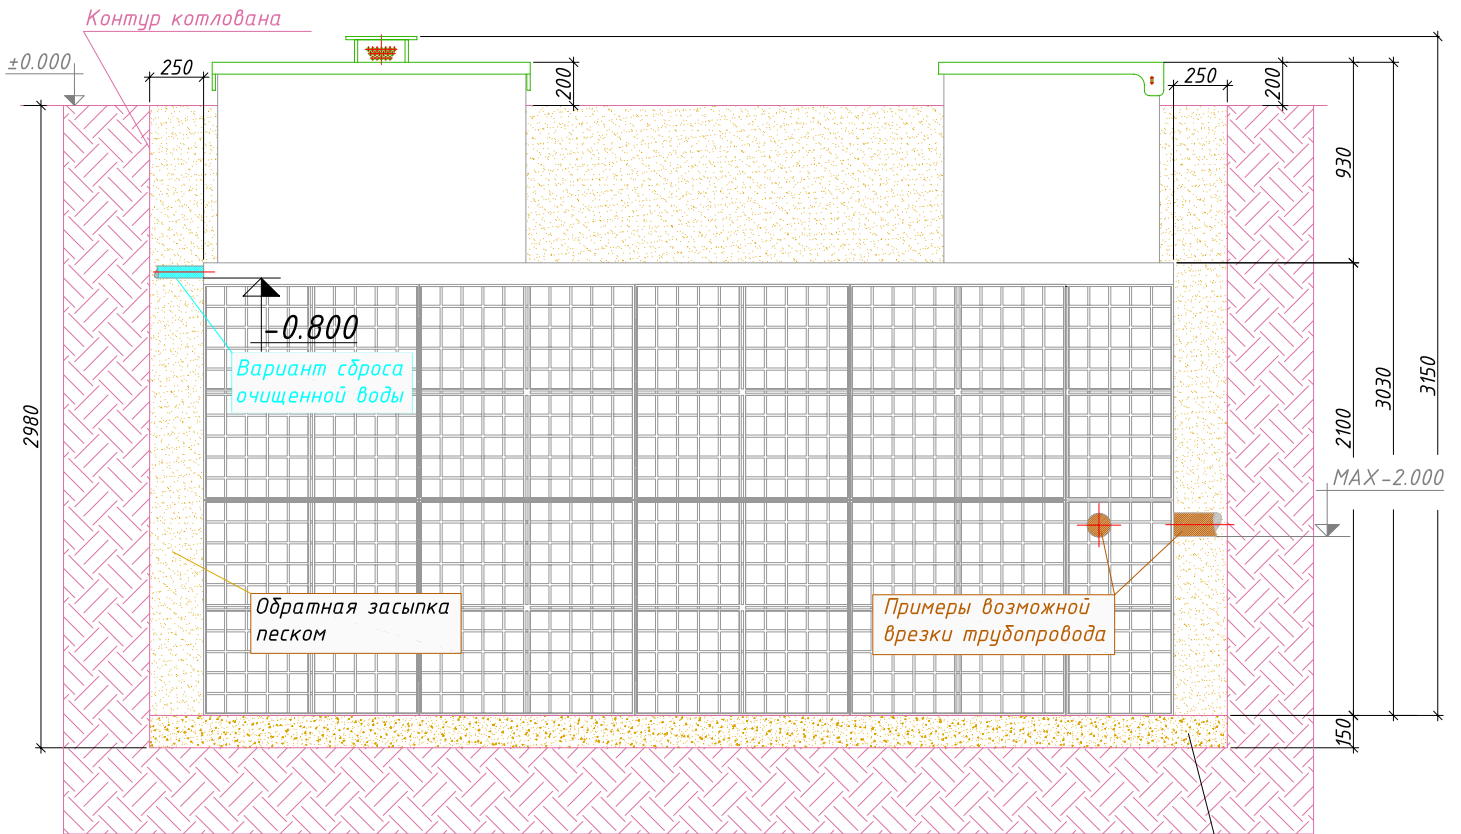 Контур котлована
±0.000
250
200
250
200
930
-0.800
Вариант сброса
очищенной воды
2980
2100
3030
3150
MAX-2.000
Обратная засыпка
песком
Примеры возможной
врезки трубопровода
150